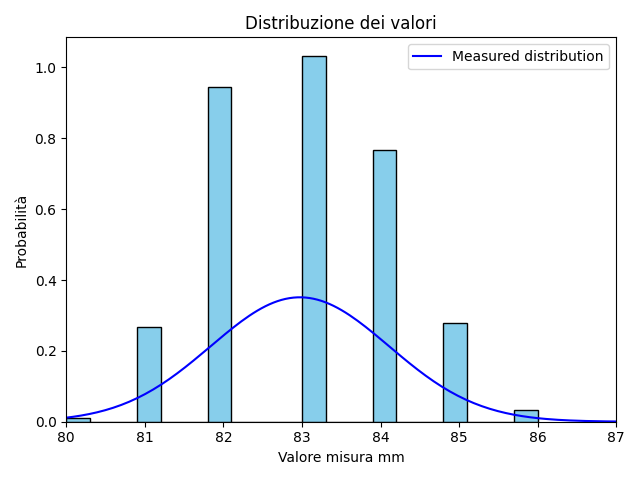 Distribuzione dei valori
Measured distribution
Probabilità
1.0
0.8
0.6
0.4
0.2
0.0
80 81 82 83 84 85 86 87
Valore misura mm